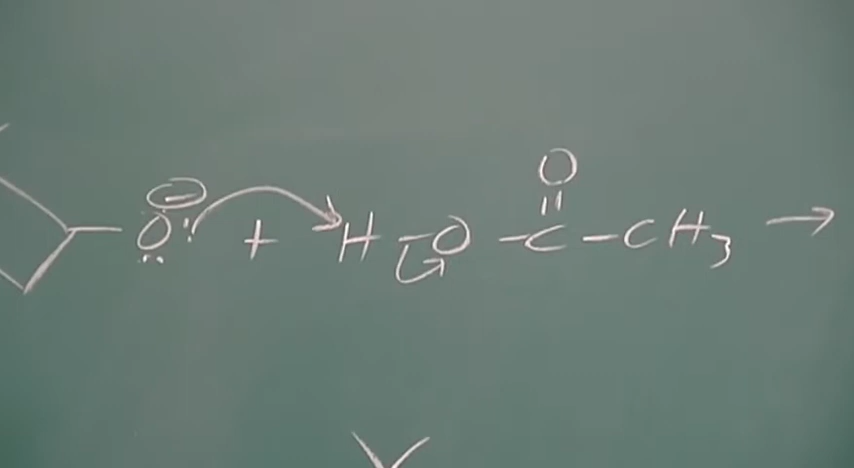 O
⊖
:O: + H-O-C-CH₃ →